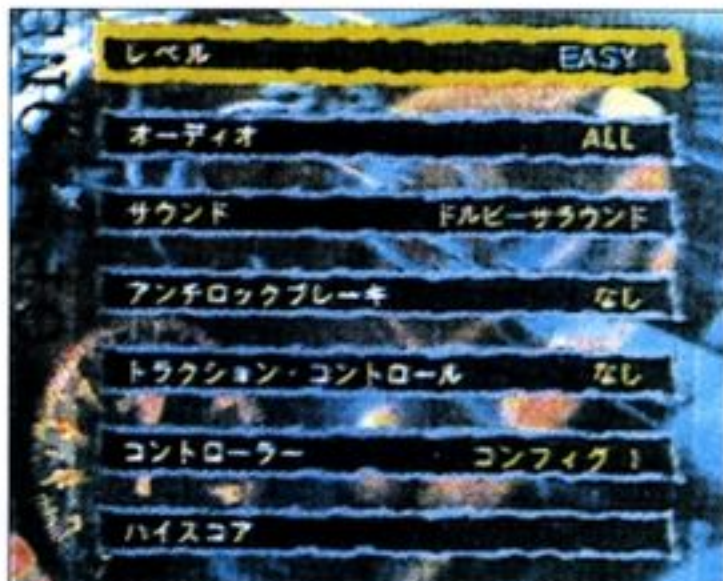 レベル EASY
オーディオ ALL
サウンド ドルビーサラウンド
アンチロックブレーキ なし
トラクション・コントロール なし
コントローラー コンフィグ 1
ハイスコア